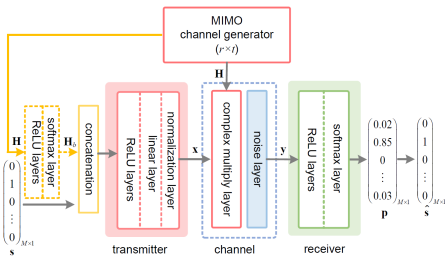 MIMO
channel generator
(r×t)
H
H
ReLU layers
softmax layer
H_b
concatenation
ReLU layers
linear layer
normalization layer
x
complex multiply layer
noise layer
y
ReLU layers
softmax layer
0
1
0
⋮
0
M×1
s
0.02
0.85
0
⋮
0.03
M×1
p
0
1
0
⋮
0
M×1
ŝ
transmitter
channel
receiver